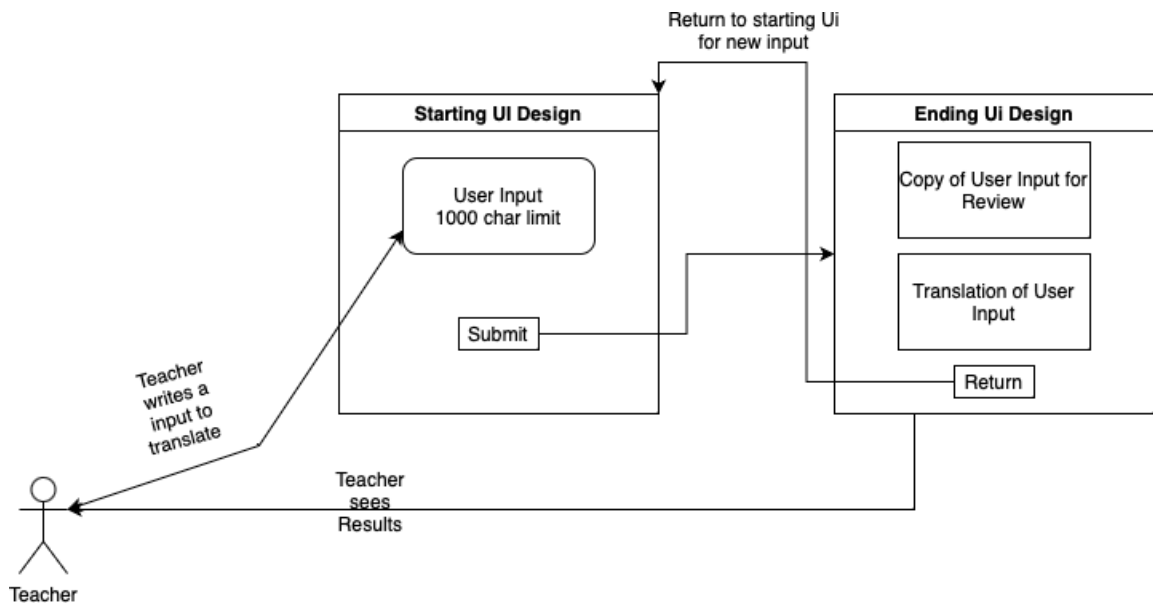 Return to starting Ui
for new input
Starting UI Design
Ending Ui Design
User Input
1000 char limit
Copy of User Input for
Review
Submit
Translation of User
Input
Return
Teacher
writes a
input to
translate
Teacher
sees
Results
Teacher